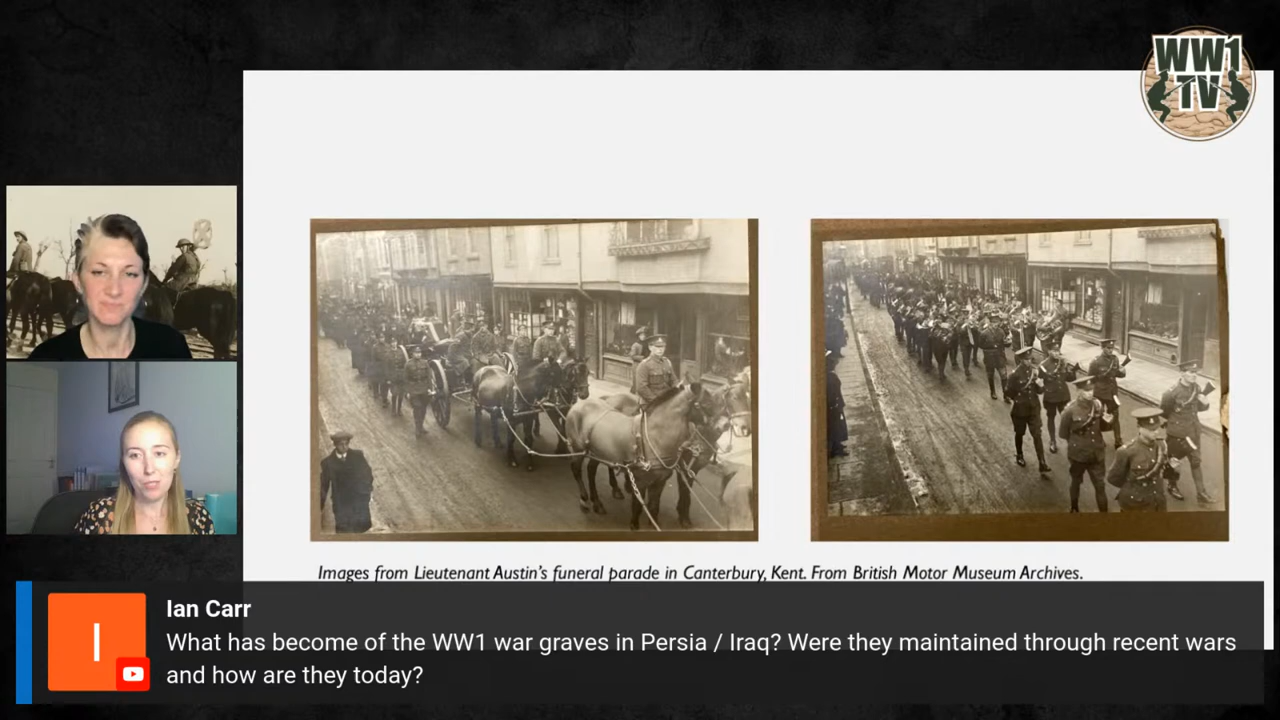 WW1
TV
Images from Lieutenant Austin's funeral parade in Canterbury, Kent. From British Motor Museum Archives.
I
Ian Carr
What has become of the WW1 war graves in Persia / Iraq? Were they maintained through recent wars
and how are they today?